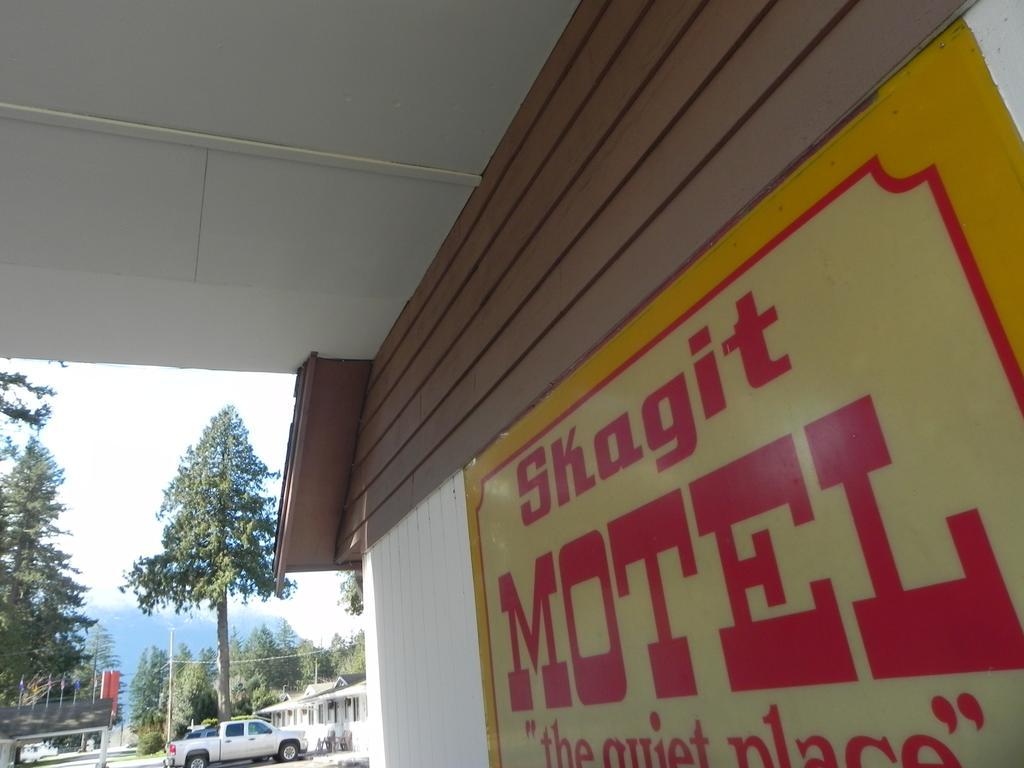 Skagit
MOTEL
"the quiet place"